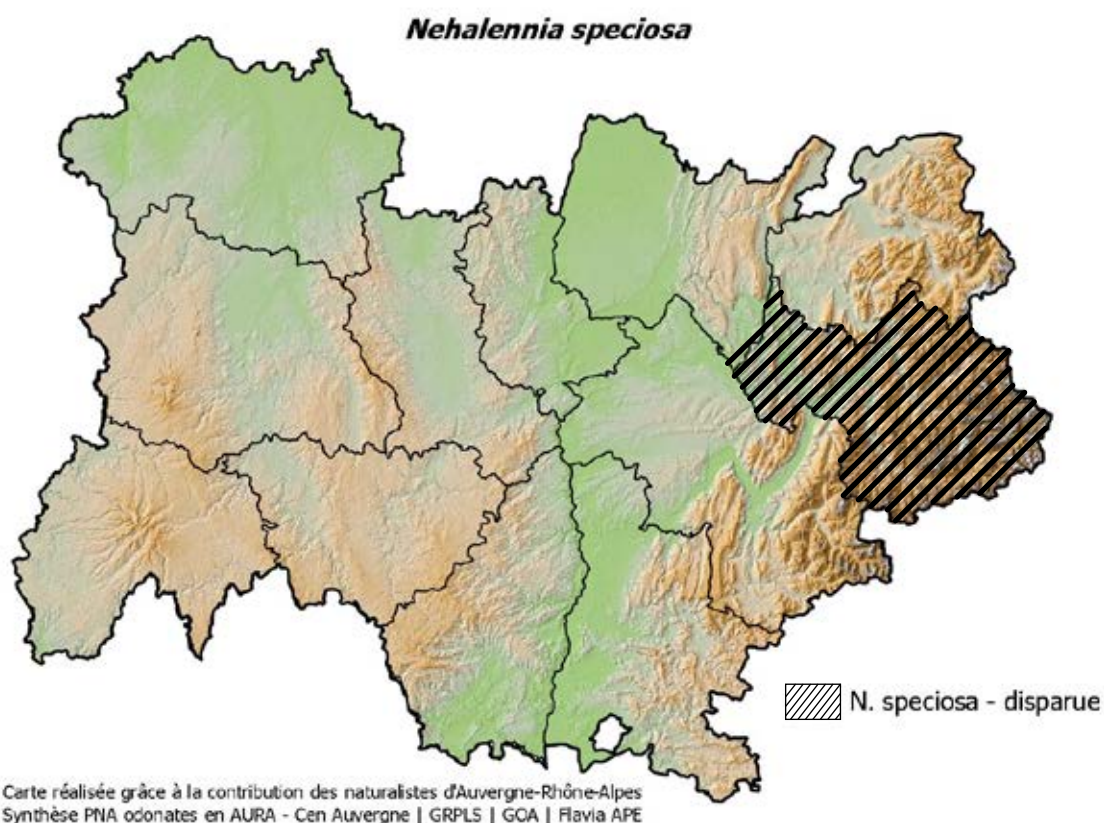 Nehalennia speciosa
N. speciosa - disparue
Carte réalisée grâce à la contribution des naturalistes d'Auvergne-Rhône-Alpes
Synthèse PNA odonates en AURA - Cen Auvergne | GRPLS | GOA | Flavia APE